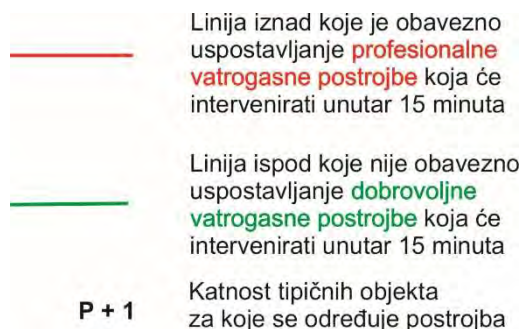 Linija iznad koje je obavezno
uspostavljanje profesionalne
vatrogasne postrojbe koja će
intervenirati unutar 15 minuta
Linija ispod koje nije obavezno
uspostavljanje dobrovoljne
vatrogasne postrojbe koja će
intervenirati unutar 15 minuta
P + 1
Katnost tipičnih objekta
za koje se određuje postrojba